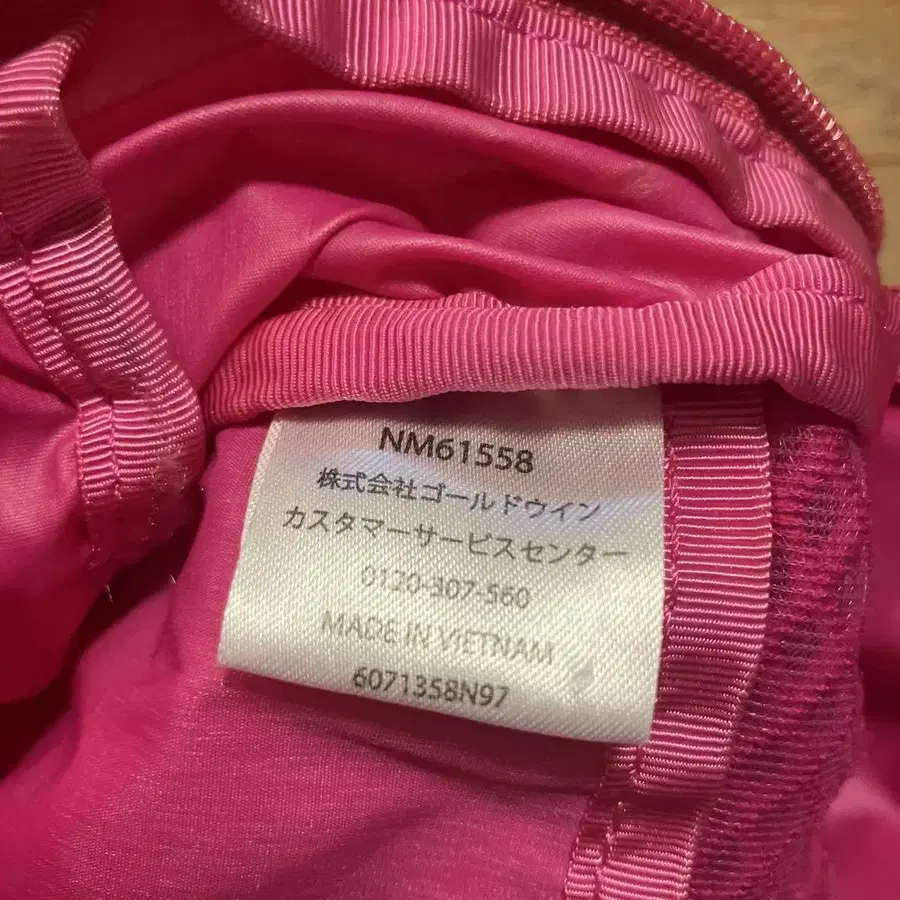 NM61558
株式会社ゴールドウイン
カスタマーサービスセンター
0120-307-560
MADE IN VIETNAM
6071358N97